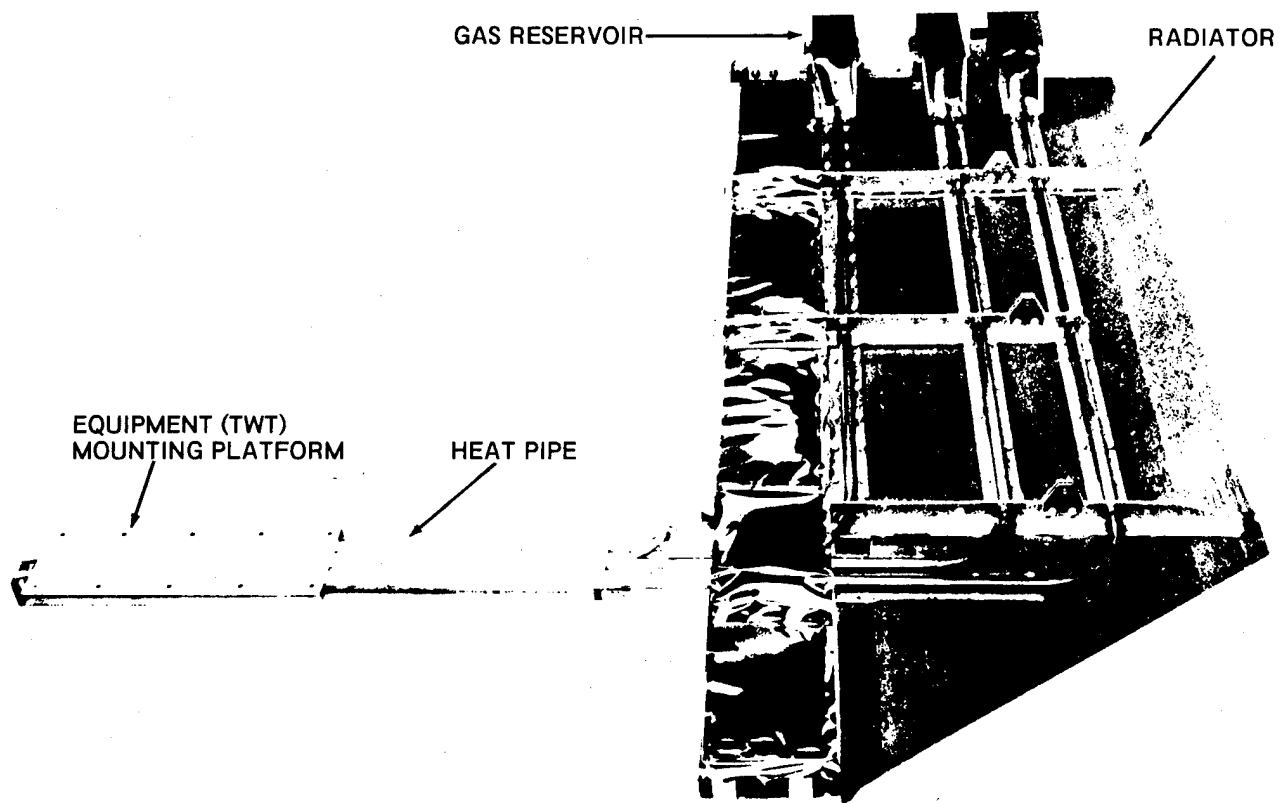 GAS RESERVOIR
RADIATOR
EQUIPMENT (TWT)
MOUNTING PLATFORM
HEAT PIPE